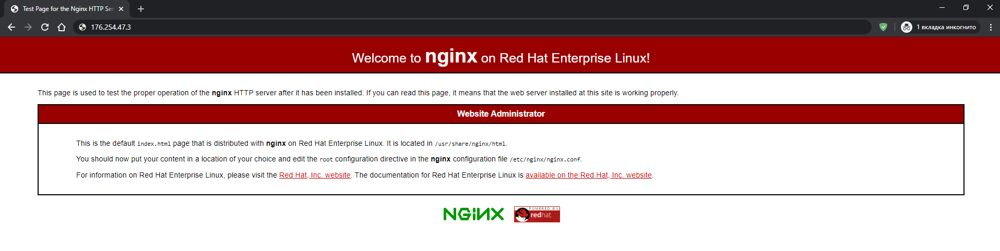 Test Page for the Nginx HTTP Ser
176.254.47.3
1 вкладка инкогнито
Welcome to nginx on Red Hat Enterprise Linux!
This page is used to test the proper operation of the nginx HTTP server after it has been installed. If you can read this page, it means that the web server installed at this site is working properly.
Website Administrator
This is the default index.html page that is distributed with nginx on Red Hat Enterprise Linux. It is located in /usr/share/nginx/html.
You should now put your content in a location of your choice and edit the root configuration directive in the nginx configuration file /etc/nginx/nginx.conf.
For information on Red Hat Enterprise Linux, please visit the Red Hat, Inc. website. The documentation for Red Hat Enterprise Linux is available on the Red Hat, Inc. website.
NGINX
POWERED BY
redhat.